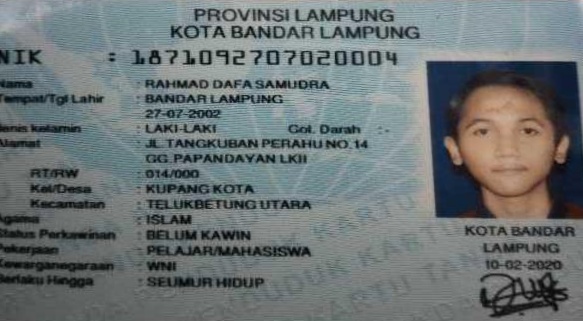 PROVINSI LAMPUNG
KOTA BANDAR LAMPUNG
NIK : 1871092707020004
Nama : RAHMAD DAFA SAMUDRA
Tempat/Tgl Lahir : BANDAR LAMPUNG
27-07-2002
Jenis kelamin : LAKI-LAKI Gol. Darah : -
Alamat : JL. TANGKUBAN PERAHU NO.14
GG. PAPANDAYAN LKII
RT/RW : 014/000
Kel/Desa : KUPANG KOTA
Kecamatan : TELUKBETUNG UTARA
Agama : ISLAM
Status Perkawinan : BELUM KAWIN
Pekerjaan : PELAJAR/MAHASISWA
Kewarganegaraan : WNI
Berlaku Hingga : SEUMUR HIDUP
KOTA BANDAR
LAMPUNG
10-02-2020